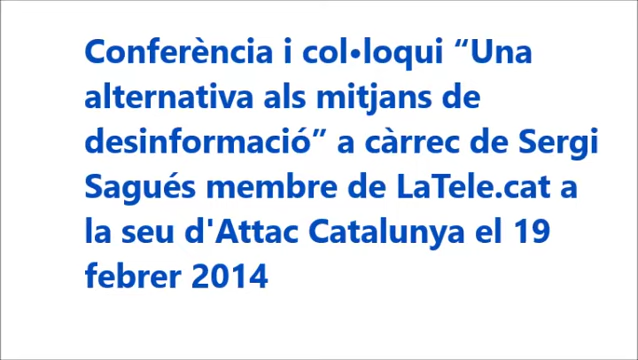 Conferència i col•loqui “Una
alternativa als mitjans de
desinformació” a càrrec de Sergi
Sagués membre de LaTele.cat a
la seu d'Attac Catalunya el 19
febrer 2014